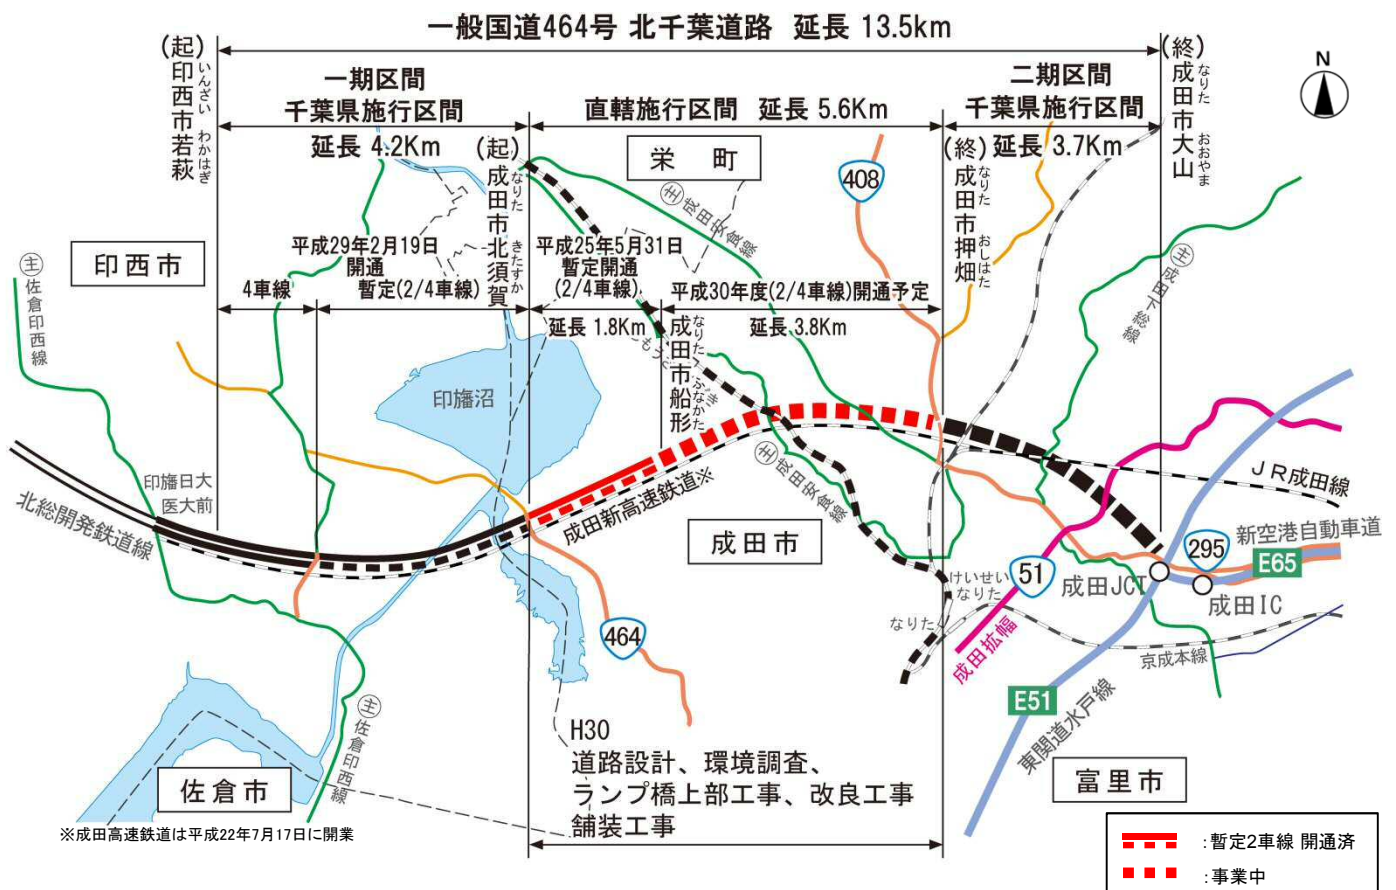 一般国道464号 北千葉道路 延長 13.5km
(起)
印西市若萩
いんざい わかはぎ
一期区間
千葉県施行区間
延長 4.2Km
直轄施行区間 延長 5.6Km
二期区間
千葉県施行区間
延長 3.7Km
(終)
成田市大山
なりた おおやま
N
(起)
成田市北須賀
なりた きたすか
栄 町
408
(終)
成田市押畑
なりた おしはた
㊤成田安食線
印西市
平成29年2月19日
開通
4車線
暫定(2/4車線)
平成25年5月31日
暫定開通
(2/4車線)
平成30年度(2/4車線)開通予定
延長 1.8Km
延長 3.8Km
成田市船形
なりた ふなかた
主 佐倉印西線
主 成田下総線
印旛沼
印旛日大
医大前
北総開発鉄道線
成田新高速鉄道※
主 成田安食線
成田市
JR成田線
新空港自動車道
295
E65
成田JCT
成田IC
51
けいせい
なりた
なりた
成田拡幅
京成本線
464
E51
東関道水戸線
富里市
主 佐倉印西線
佐倉市
H30
道路設計、環境調査、
ランプ橋上部工事、改良工事
舗装工事
※成田高速鉄道は平成22年7月17日に開業
:暫定2車線 開通済
:事業中